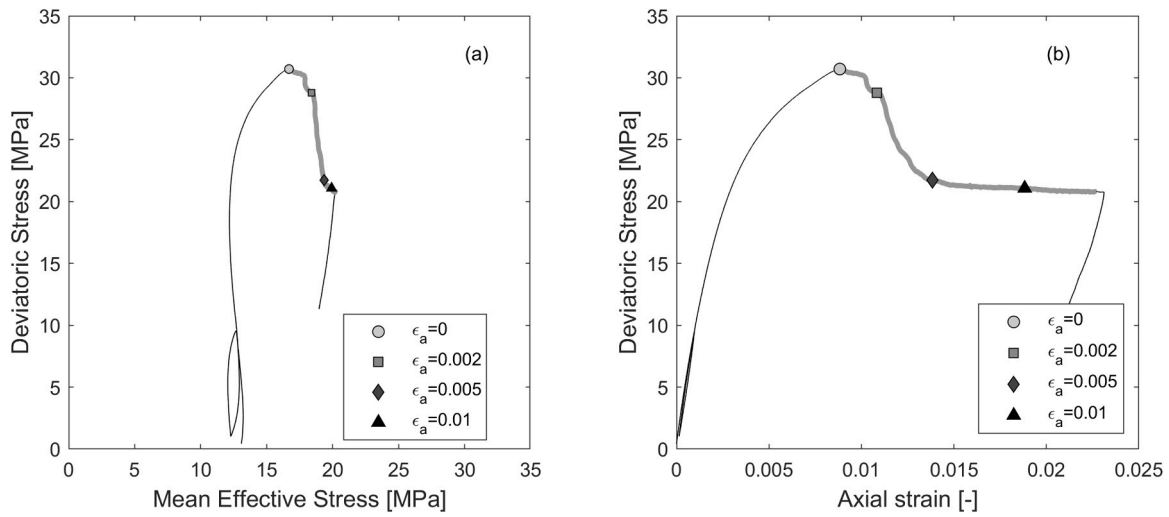 (a)
Deviatoric Stress [MPa]
35
30
25
20
15
10
5
0
0
5
10
15
20
25
30
35
Mean Effective Stress [MPa]
ϵa=0
ϵa=0.002
ϵa=0.005
ϵa=0.01
(b)
Deviatoric Stress [MPa]
35
30
25
20
15
10
5
0
0
0.005
0.01
0.015
0.02
0.025
Axial strain [-]
ϵa=0
ϵa=0.002
ϵa=0.005
ϵa=0.01